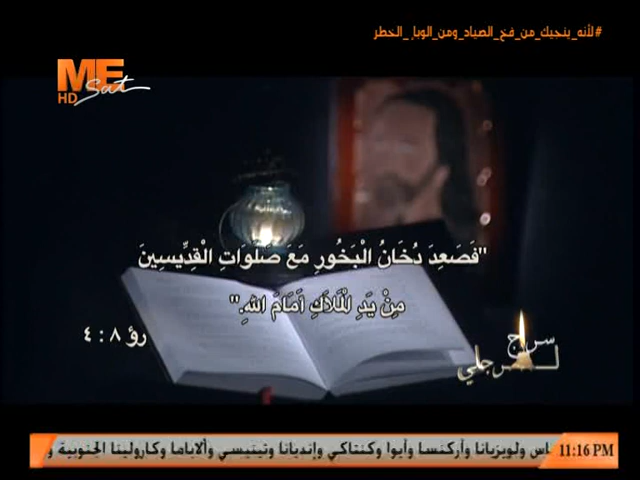 #لأنه_ينجيك_من_فخ_الصياد_ومن_الوبإ_الخطر
ME
Sat
HD
"فَصَعِدَ دُخَانُ الْبَخُورِ مَعَ صَلَوَاتِ الْقِدِّيسِينَ
مِنْ يَدِ الْمَلاَكِ أَمَامَ اللهِ."
رؤ ٨ : ٤
سراج
لرجلي
ولويزيانا وأركنسا وأيوا وكنتاكي وإنديانا وتينيسي وألاباما وكارولينا الجنوبية و
11:16 PM